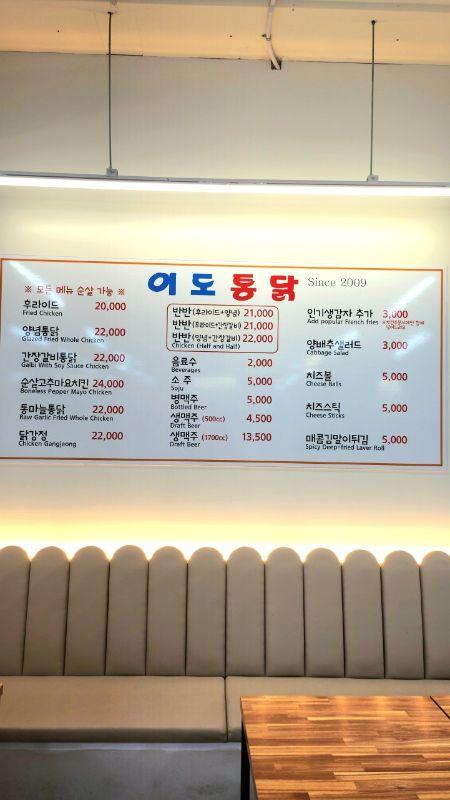 여도통닭 Since 2009
※ 모든 메뉴 순살 가능 ※
후라이드 20,000
Fried Chicken
양념통닭 22,000
Glazed Fried Whole Chicken
간장갈비통닭 22,000
Galbi With Soy Sauce Chicken
순살고추마요치킨 24,000
Boneless Pepper Mayo Chicken
통마늘통닭 22,000
Raw Garlic Fried Whole Chicken
닭강정 22,000
Chicken Gangjeong
반반 (후라이드+양념) 21,000
반반 (후라이드+간장갈비) 21,000
반반 (양념+간장갈비) 22,000
Chicken (Half and Half)
음료수 2,000
Beverages
소 주 5,000
Soju
병맥주 5,000
Bottled Beer
생맥주 (500cc) 4,500
Draft Beer
생맥주 (1700cc) 13,500
Draft Beer
인기생감자 추가 3,000
Add popular French fries
양배추샐러드 3,000
Cabbage Salad
치즈볼 5,000
Cheese Balls
치즈스틱 5,000
Cheese Sticks
매콤김말이튀김 5,000
Spicy Deep-fried Laver Roll